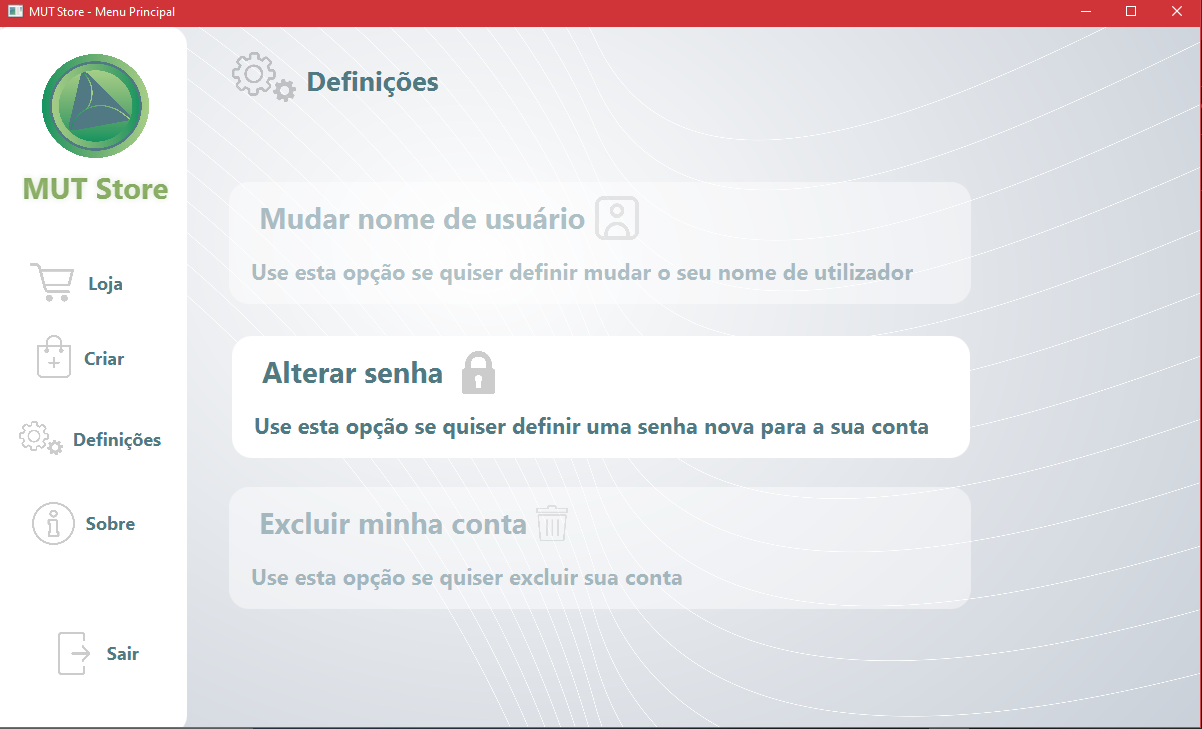 MUT Store - Menu Principal
MUT Store
Loja
Criar
Definições
Sobre
Sair
Definições
Mudar nome de usuário
Use esta opção se quiser definir mudar o seu nome de utilizador
Alterar senha
Use esta opção se quiser definir uma senha nova para a sua conta
Excluir minha conta
Use esta opção se quiser excluir sua conta